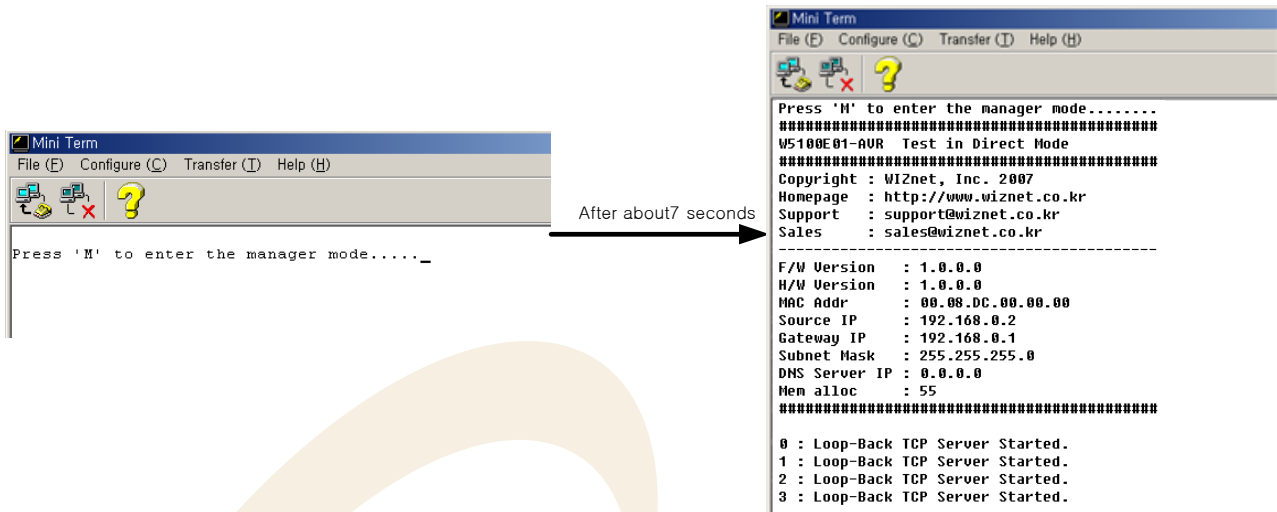 Mini Term
File (F) Configure (C) Transfer (T) Help (H)
Press 'M' to enter the manager mode....._
After about7 seconds
Mini Term
File (F) Configure (C) Transfer (T) Help (H)
Press 'M' to enter the manager mode........
###########################################
W5100E01-AVR  Test in Direct Mode
###########################################
Copyright : WIZnet, Inc. 2007
Homepage  : http://www.wiznet.co.kr
Support   : support@wiznet.co.kr
Sales     : sales@wiznet.co.kr
-------------------------------------------
F/W Version   : 1.0.0.0
H/W Version   : 1.0.0.0
MAC Addr      : 00.08.DC.00.00.00
Source IP     : 192.168.0.2
Gateway IP    : 192.168.0.1
Subnet Mask   : 255.255.255.0
DNS Server IP : 0.0.0.0
Mem alloc     : 55
###########################################
0 : Loop-Back TCP Server Started.
1 : Loop-Back TCP Server Started.
2 : Loop-Back TCP Server Started.
3 : Loop-Back TCP Server Started.